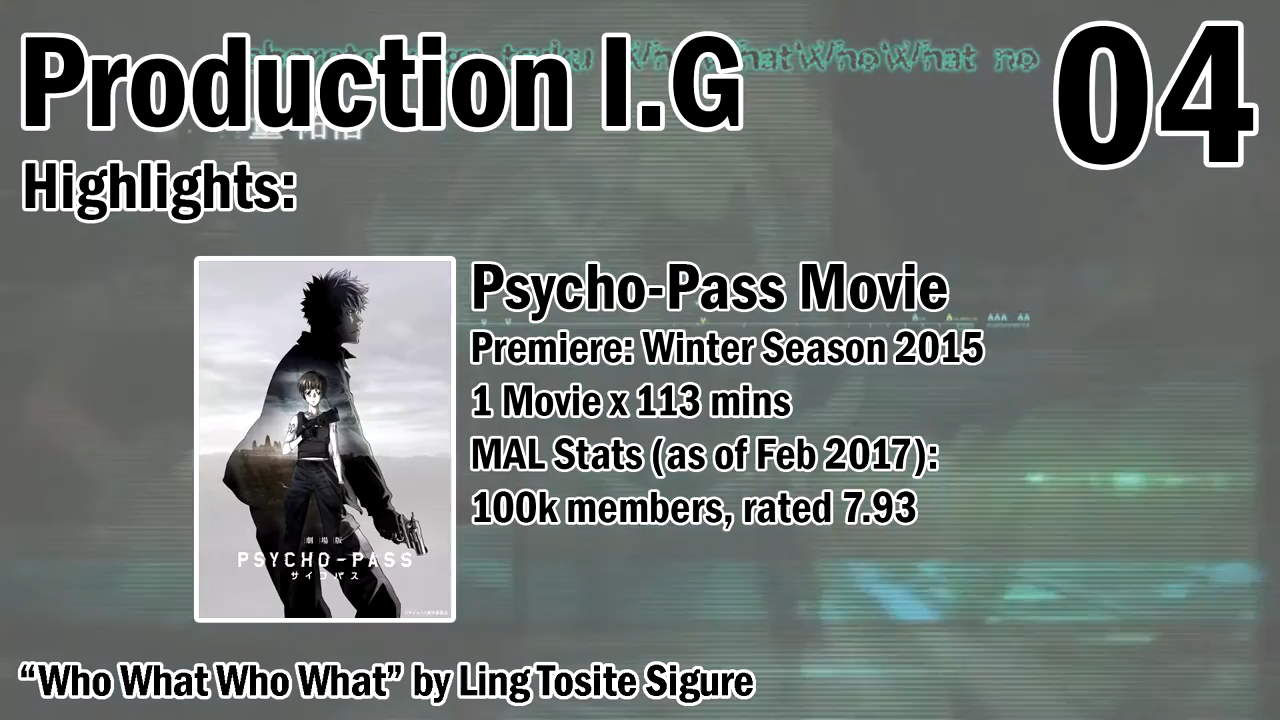 Production I.G
04
Highlights:
Psycho-Pass Movie
Premiere: Winter Season 2015
1 Movie x 113 mins
MAL Stats (as of Feb 2017):
100k members, rated 7.93
劇場版
PSYCHO-PASS
サイコパス
WhoWhat no
“Who What Who What” by Ling Tosite Sigure